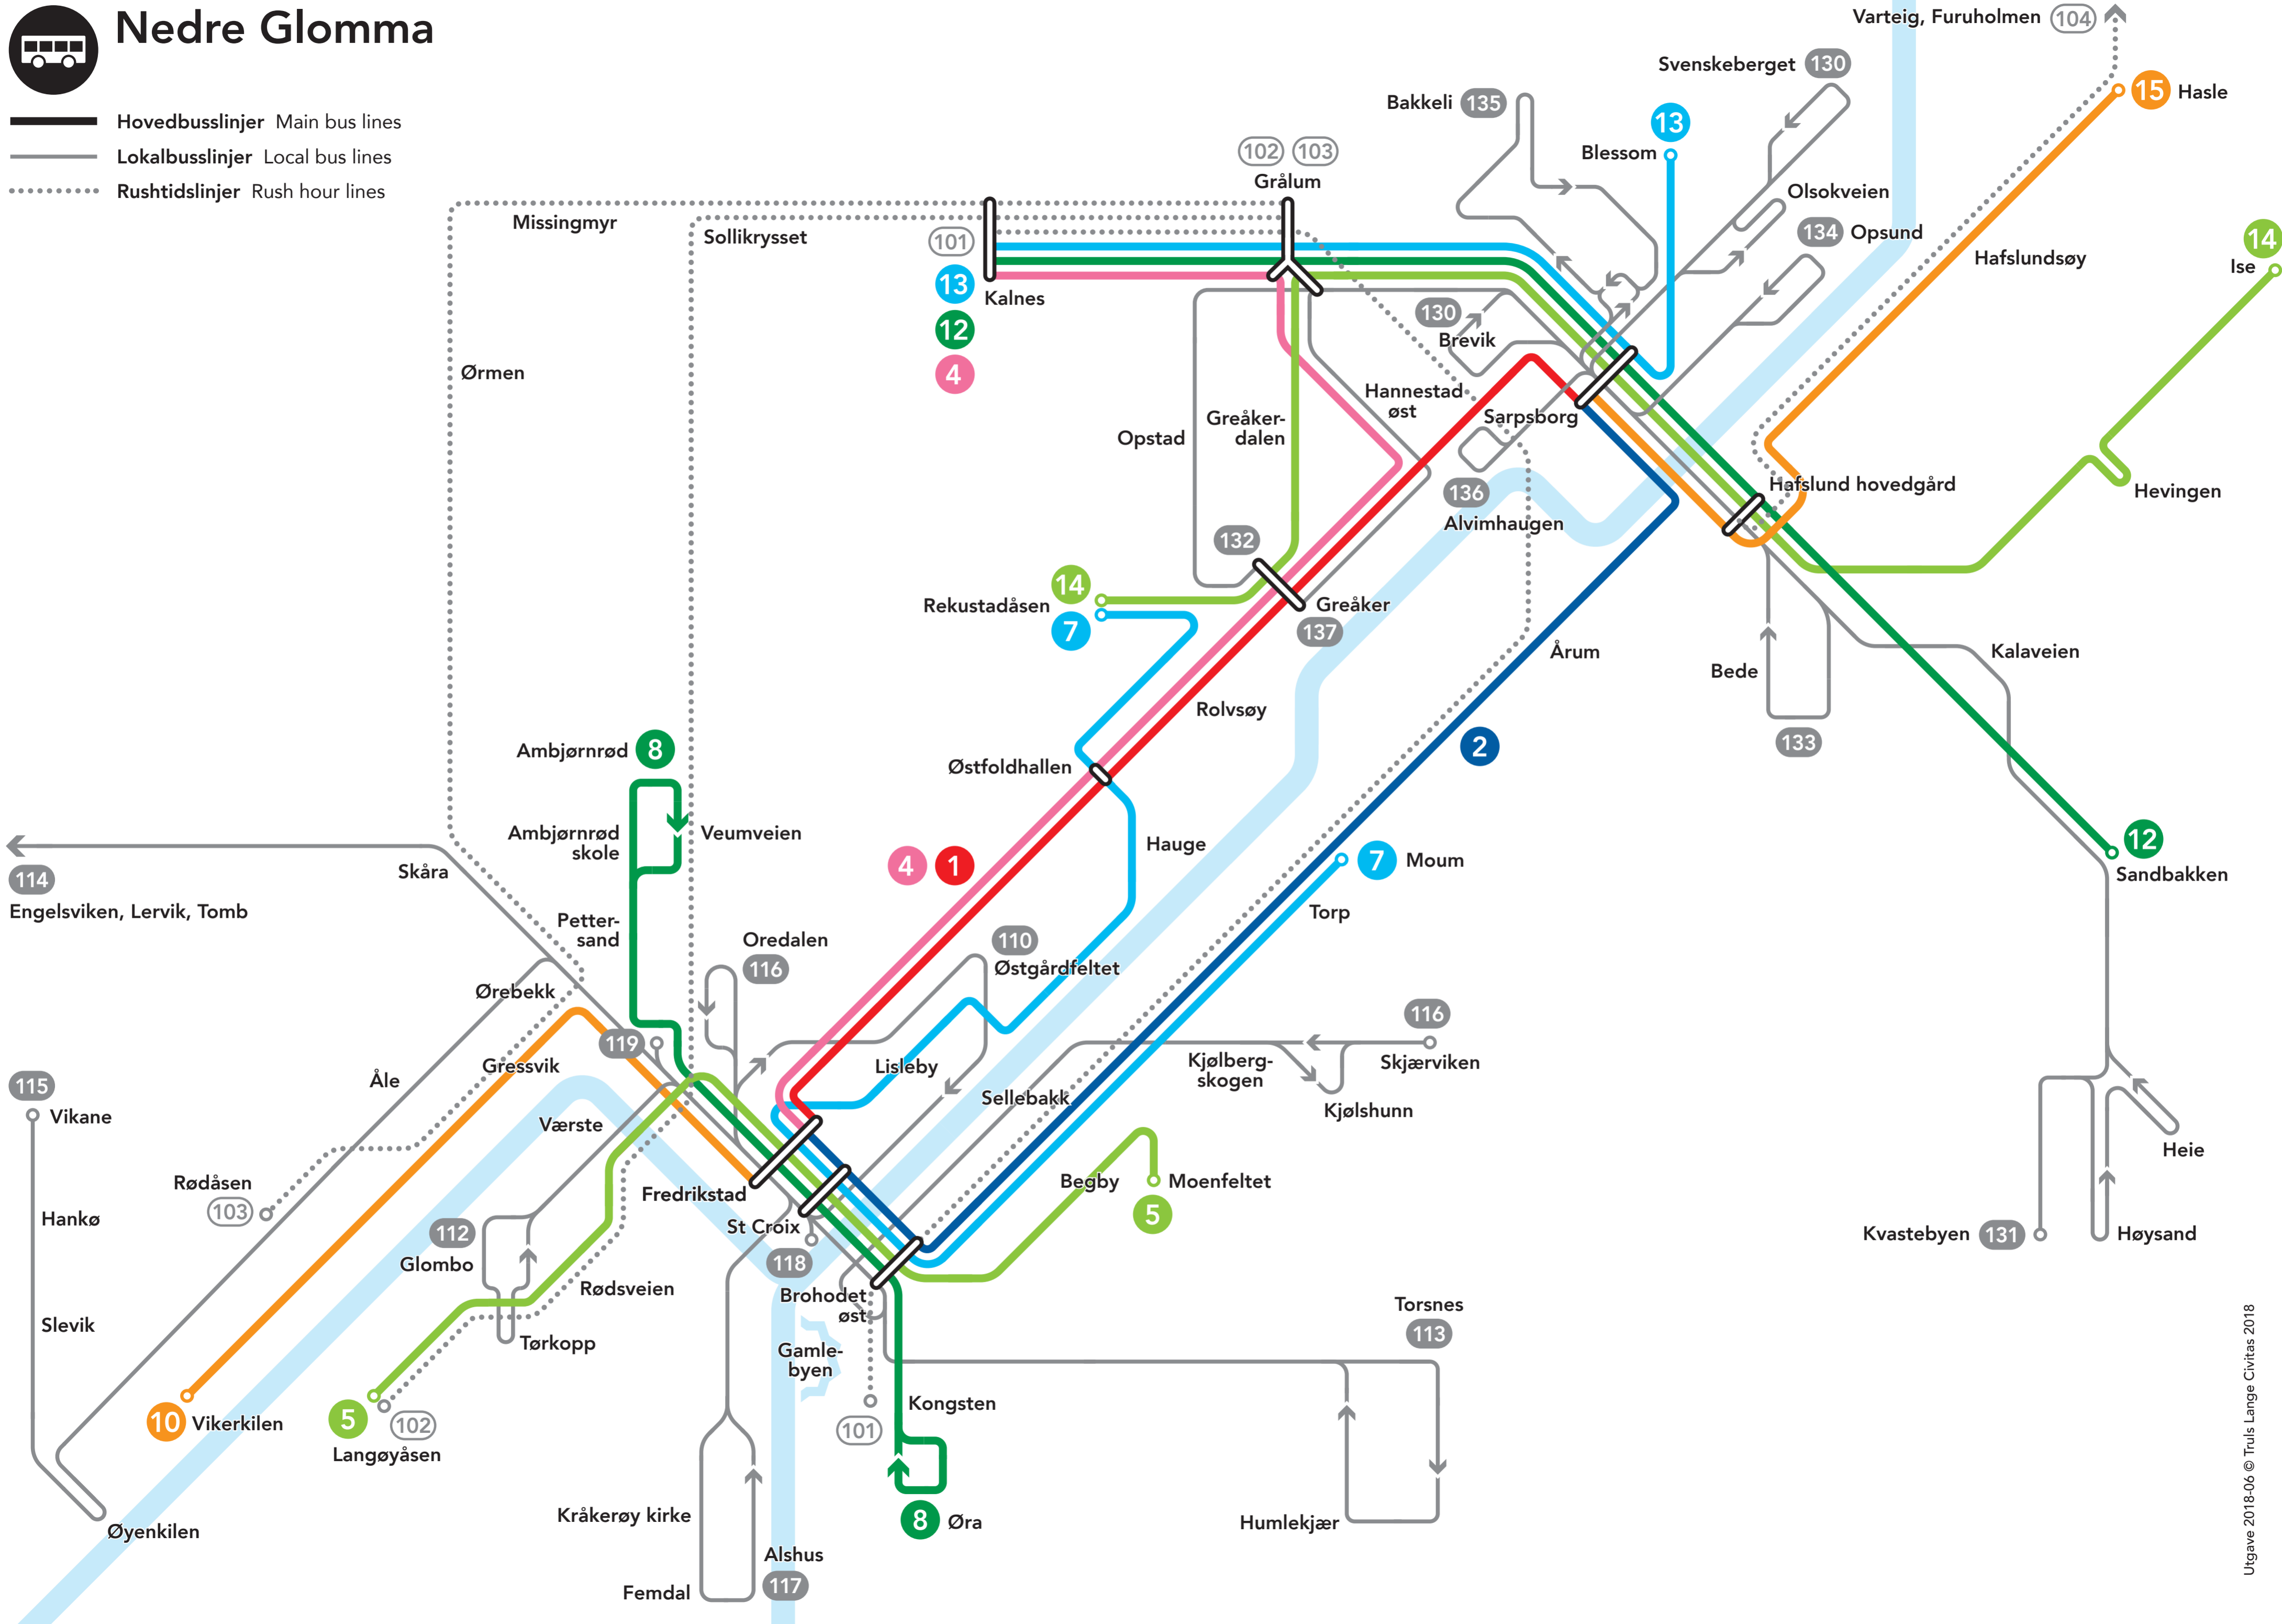 Nedre Glomma
Hovedbusslinjer Main bus lines
Lokalbusslinjer Local bus lines
Rushtidslinjer Rush hour lines
Varteig, Furuholmen 104
Svenskeberget 130
Bakkeli 135
15 Hasle
13
Blessom
102 103
Grålum
Olsokveien
134 Opsund
Missingmyr
Sollikrysset
101
13
12
4
Kalnes
Hafslundsøy
14
Ise
130
Brevik
Ørmen
Hannestad
øst
Sarpsborg
Opstad
Greåker-
dalen
136
Alvimhaugen
Hafslund hovedgård
Hevingen
132
14
Rekustadåsen
7
Greåker
137
Årum
Bede
Kalaveien
Rolvsøy
133
2
Ambjørnrød 8
Østfoldhallen
Ambjørnrød
skole
Veumveien
Hauge
4 1
7 Moum
12
Sandbakken
Skåra
114
Engelsviken, Lervik, Tomb
Petter-
sand
Torp
Oredalen
116
110
Østgårdfeltet
Ørebekk
119
116
Skjærviken
Gressvik
Åle
Lisleby
Kjølberg-
skogen
Kjølshunn
115
Vikane
Sellebakk
Værste
Heie
Rødåsen
103
Fredrikstad
Begby
Moenfeltet
5
Hankø
St Croix
112
Glombo
118
Kvastebyen 131
Høysand
Rødsveien
Brohodet
øst
Torsnes
113
Slevik
Tørkopp
Gamle-
byen
10 Vikerkilen
5
102
Langøyåsen
101
Kongsten
Kråkerøy kirke
8 Øra
Humlekjær
Øyenkilen
Alshus
117
Femdal
Utgave 2018-06 © Truls Lange Civitas 2018